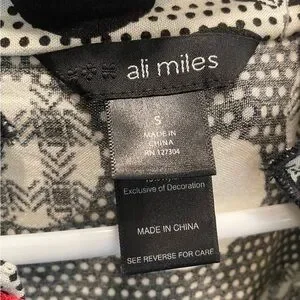 ali miles
S
MADE IN
CHINA
RN 127304
Exclusive of Decoration
MADE IN CHINA
SEE REVERSE FOR CARE